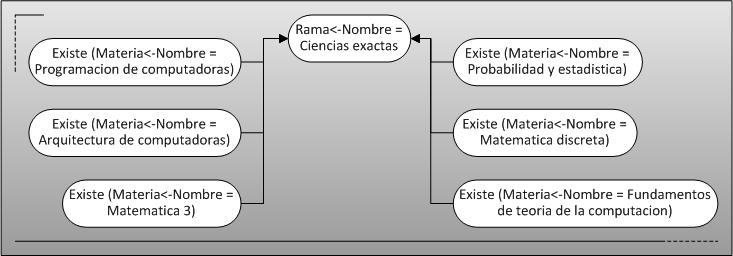 Rama<-Nombre =
Ciencias exactas
Existe (Materia<-Nombre =
Programacion de computadoras)
Existe (Materia<-Nombre =
Probabilidad y estadistica)
Existe (Materia<-Nombre =
Arquitectura de computadoras)
Existe (Materia<-Nombre =
Matematica discreta)
Existe (Materia<-Nombre =
Matematica 3)
Existe (Materia<-Nombre = Fundamentos
de teoria de la computacion)